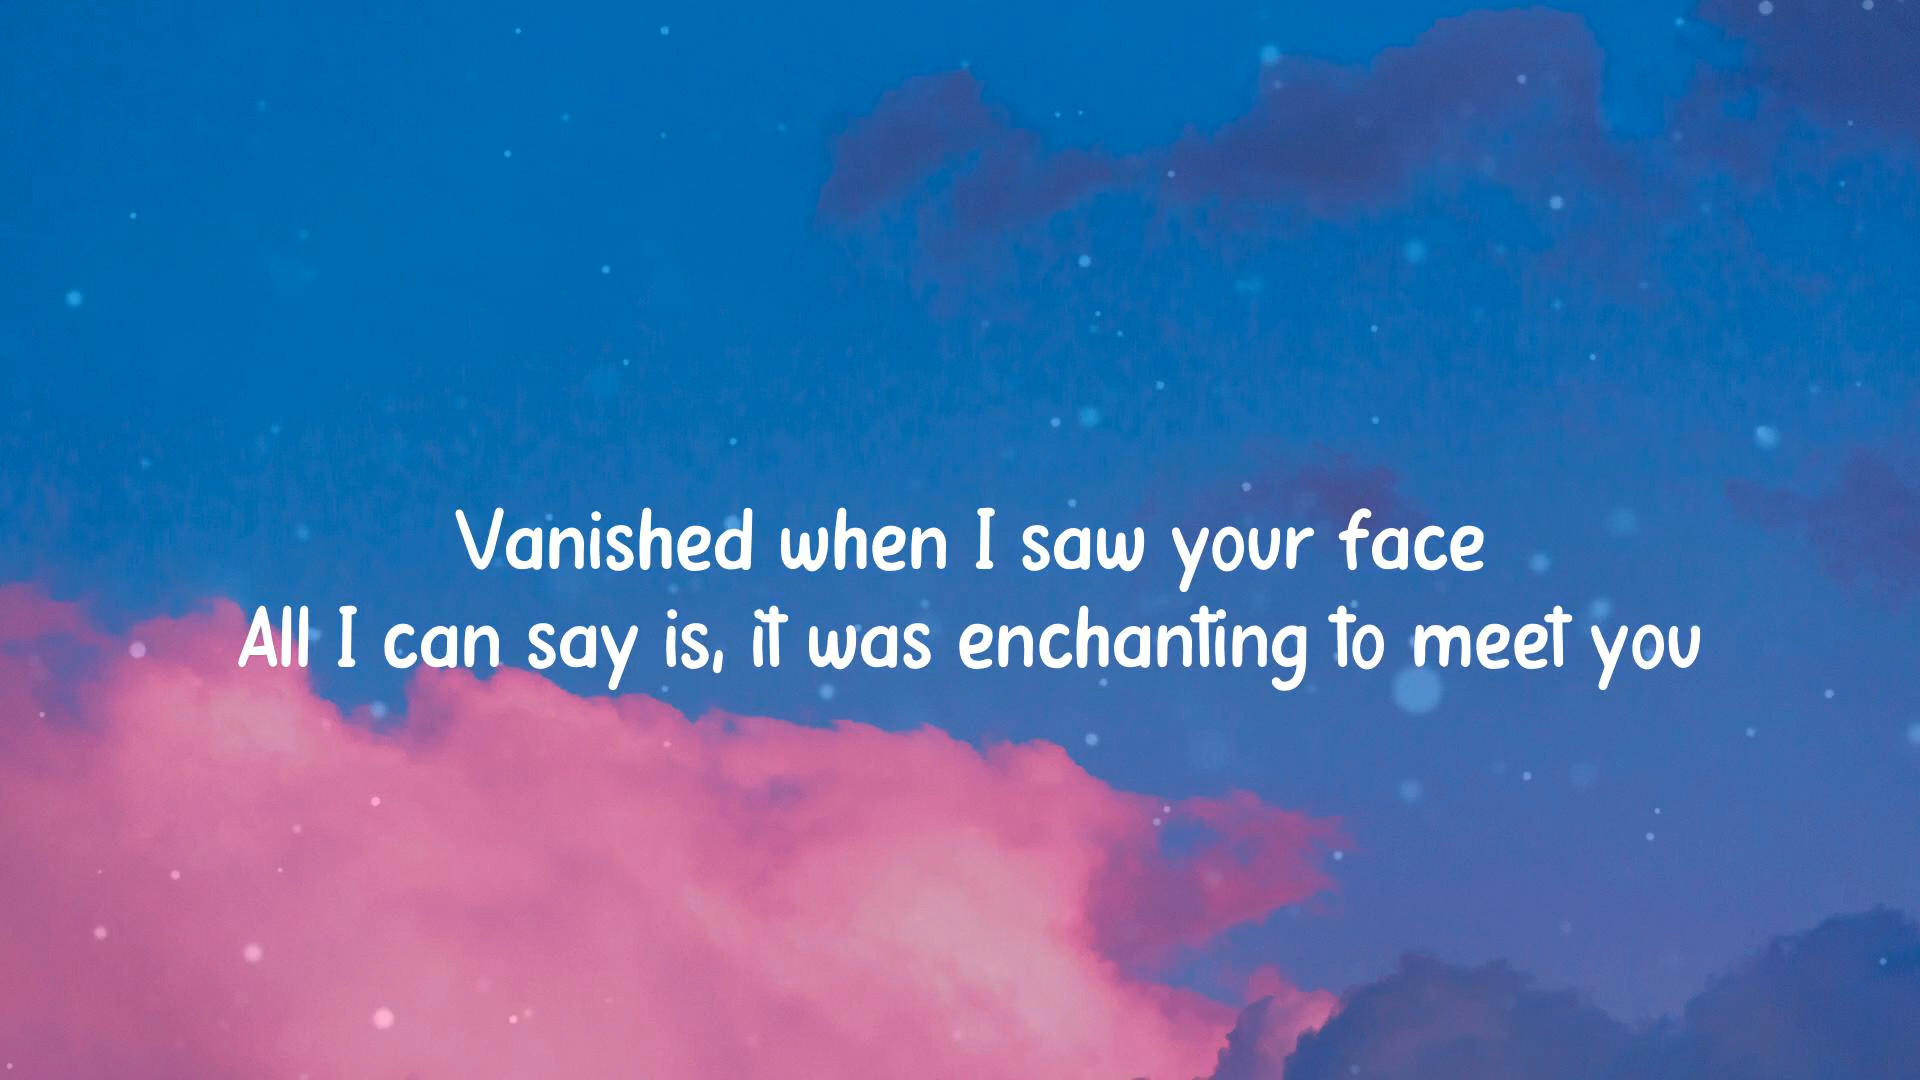 Vanished when I saw your face
All I can say is, it was enchanting to meet you